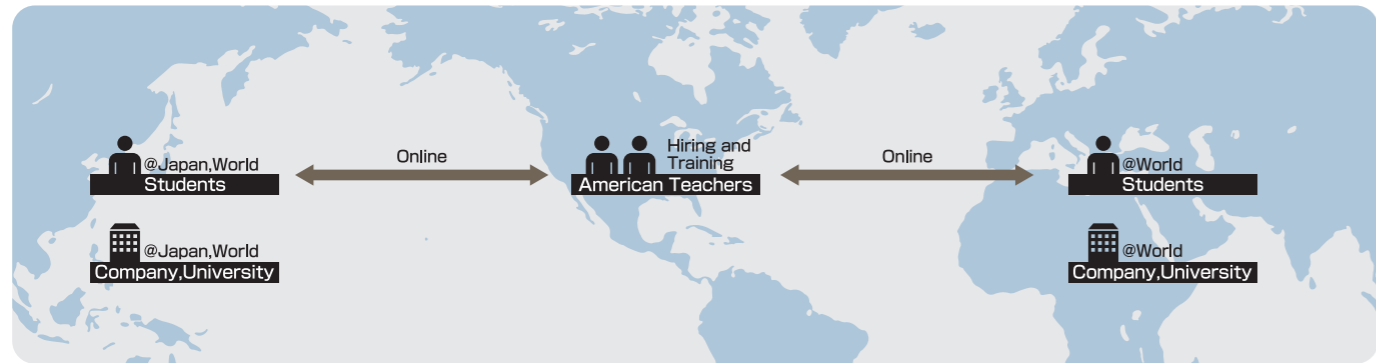 @Japan,World
Students
@Japan,World
Company,University
Online
Hiring and
Training
American Teachers
Online
@World
Students
@World
Company,University